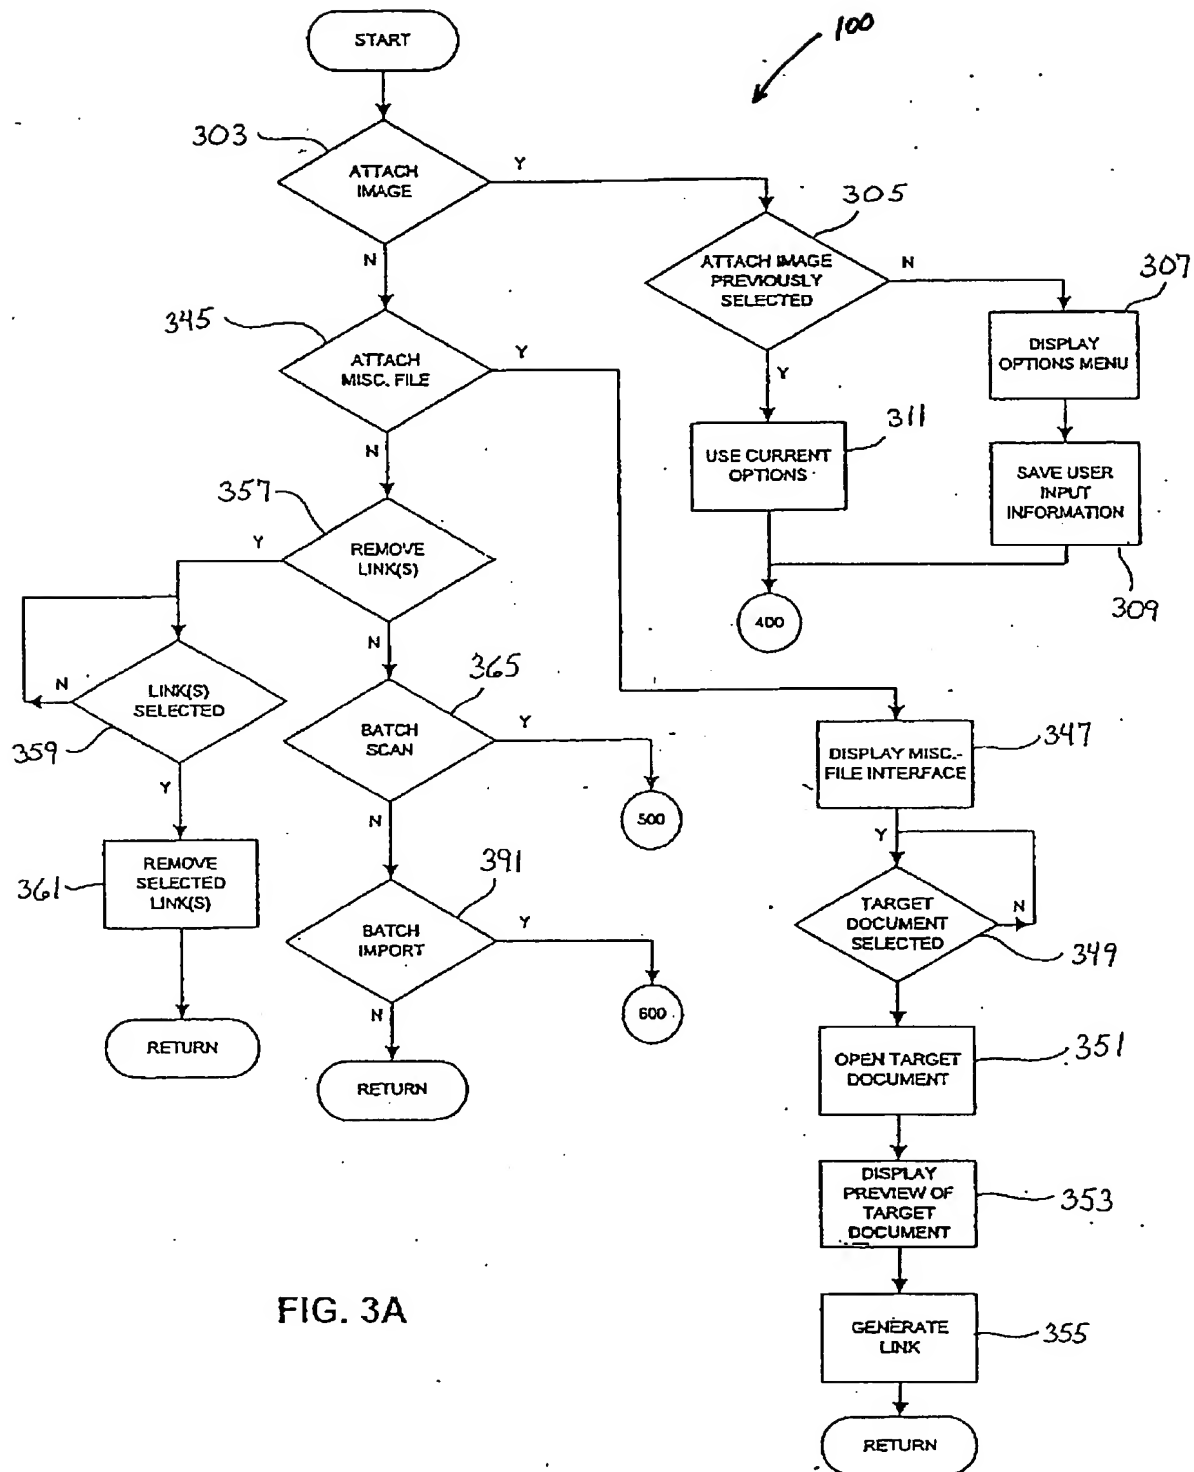 START
100
303
ATTACH
IMAGE
Y
N
305
ATTACH IMAGE
PREVIOUSLY
SELECTED
N
Y
307
DISPLAY
OPTIONS MENU
345
ATTACH
MISC. FILE
Y
N
311
USE CURRENT
OPTIONS
SAVE USER
INPUT
INFORMATION
309
400
357
REMOVE
LINK(S)
Y
N
LINK(S)
SELECTED
N
359
Y
365
BATCH
SCAN
Y
N
500
DISPLAY MISC.-
FILE INTERFACE
347
Y
361
REMOVE
SELECTED
LINK(S)
391
BATCH
IMPORT
Y
N
600
TARGET
DOCUMENT
SELECTED
N
349
RETURN
RETURN
OPEN TARGET
DOCUMENT
351
DISPLAY
PREVIEW OF
TARGET
DOCUMENT
353
FIG. 3A
GENERATE
LINK
355
RETURN